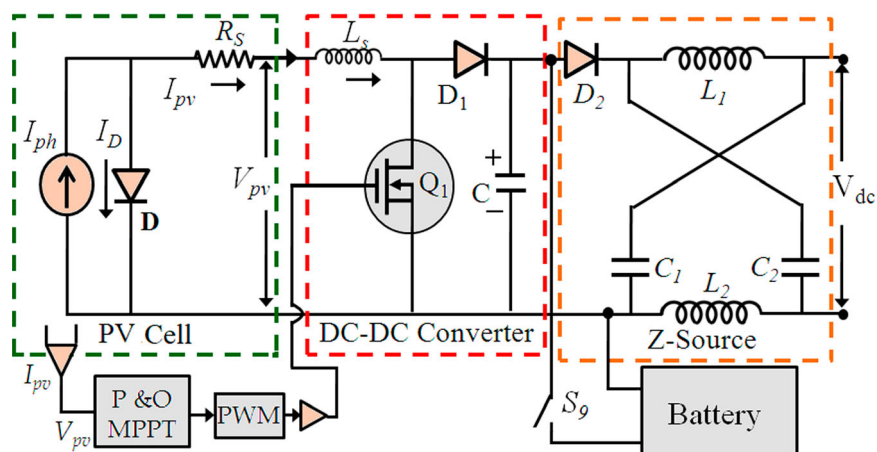 R_S
L_s
D_1
D_2
L_1
I_pv
I_ph
I_D
V_pv
Q_1
+
C
−
V_dc
D
C_1
L_2
C_2
PV Cell
DC-DC Converter
Z-Source
I_pv
V_pv
P &O
MPPT
PWM
S_9
Battery